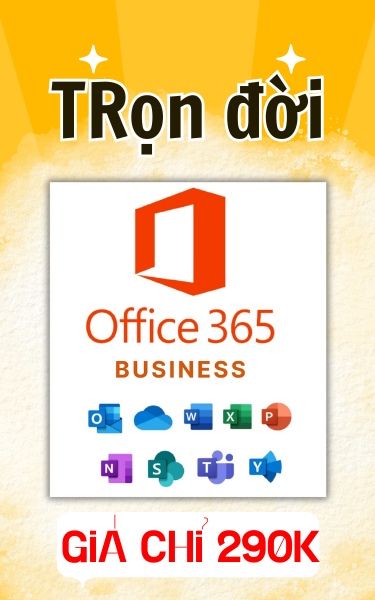 TRọn đời
Office 365
BUSINESS
O W X P
N S T Y
GIÁ CHỈ 290K